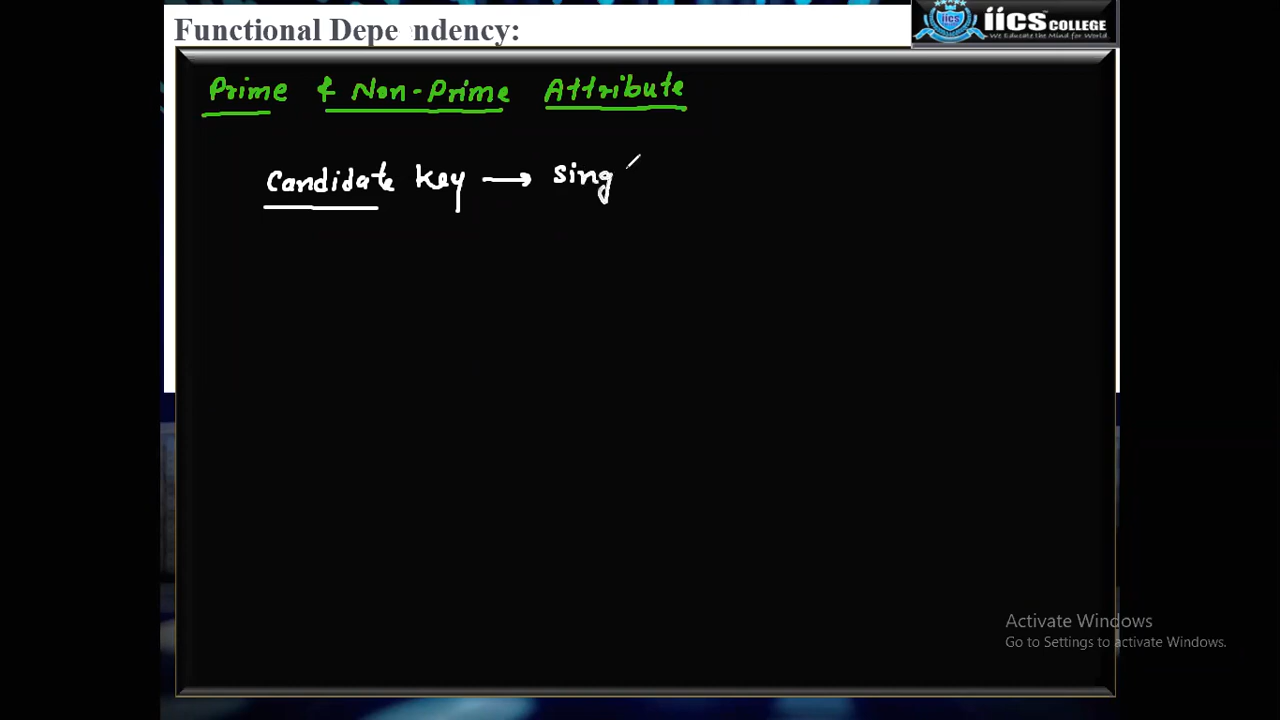 Functional Depe ndency:
iics COLLEGE
We Educate the Mind for World.
Prime & Non-Prime Attribute
Candidate key → Sing
Activate Windows
Go to Settings to activate Windows.